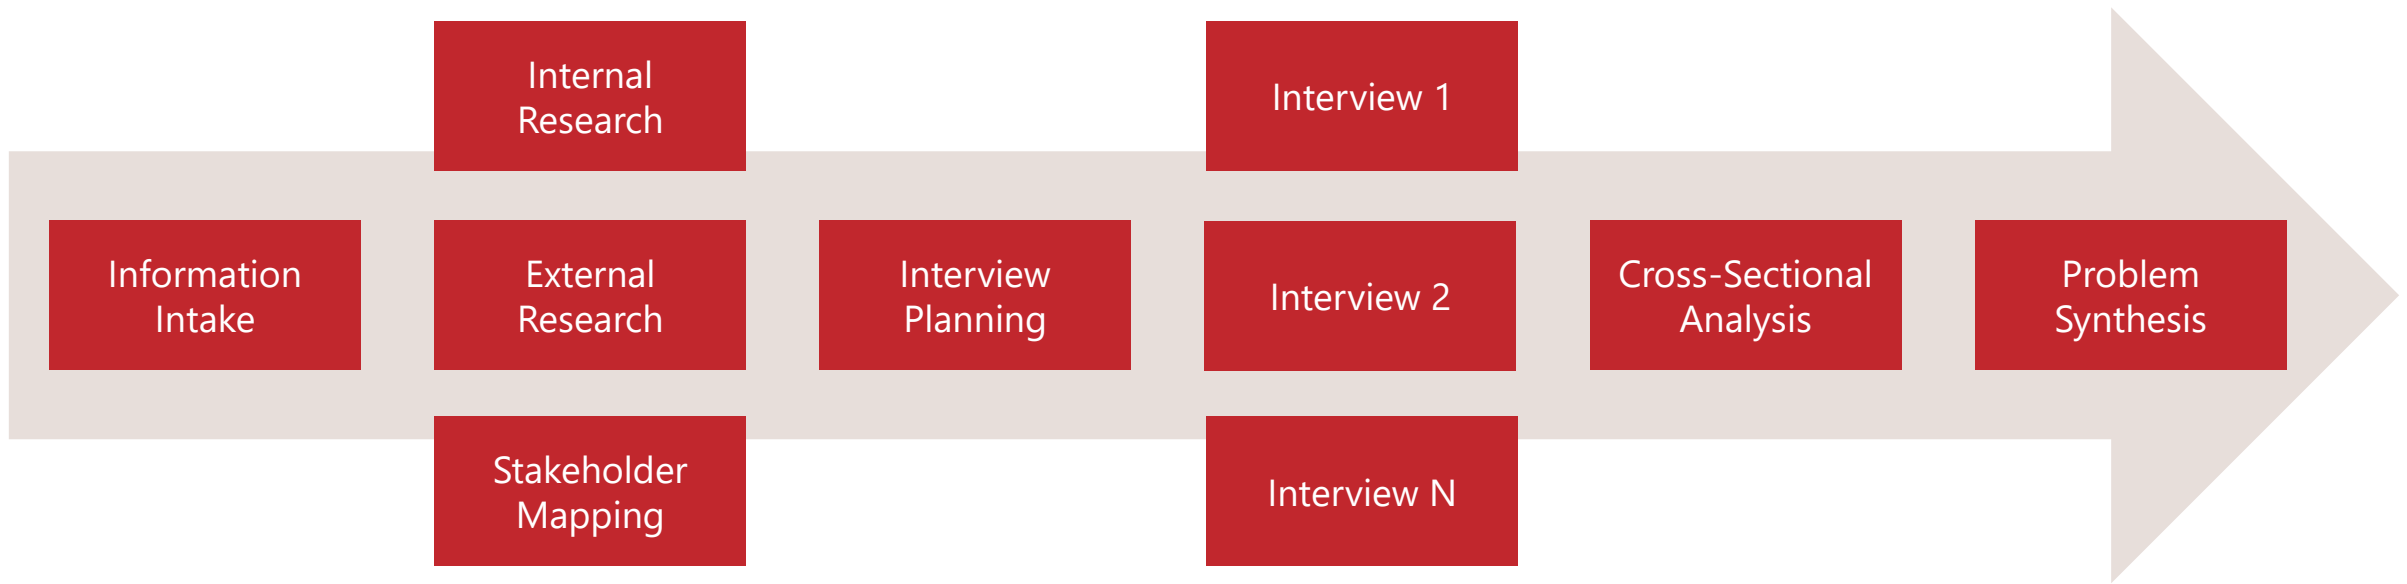 Information
Intake
Internal
Research
External
Research
Stakeholder
Mapping
Interview
Planning
Interview 1
Interview 2
Interview N
Cross-Sectional
Analysis
Problem
Synthesis